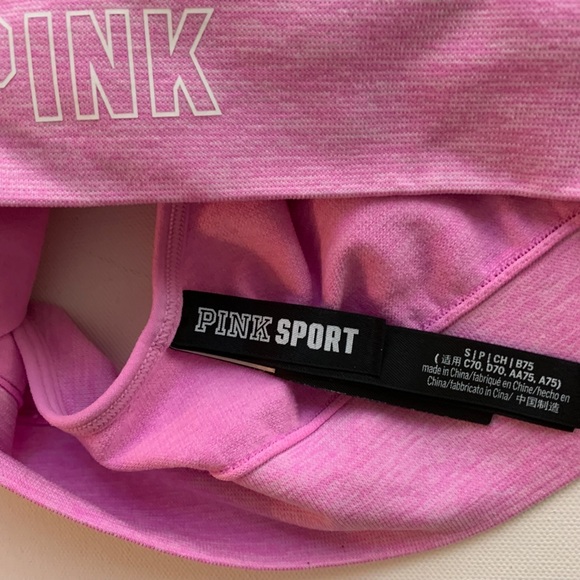 PINK
PINK SPORT
S | P | CH | B75
(适用 C70, D70, AA75, A75)
made in China/fabriqué en Chine/hecho en
China/fabbricato in Cina/ 中国制造